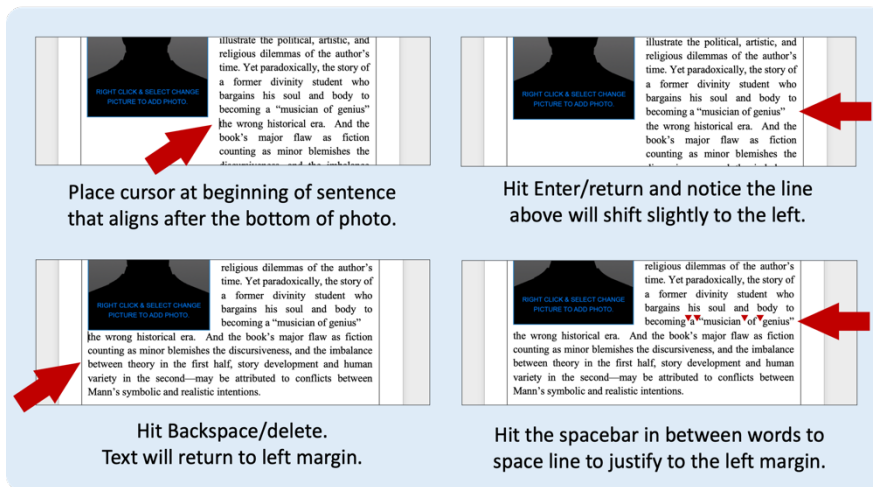 illustrate the political, artistic, and
religious dilemmas of the author's
time. Yet paradoxically, the story of
a former divinity student who
bargains his soul and body to
becoming a “musician of genius”
the wrong historical era. And the
book's major flaw as fiction
counting as minor blemishes the
discursiveness, and the imbalance
RIGHT CLICK & SELECT CHANGE
PICTURE TO ADD PHOTO.
Place cursor at beginning of sentence
that aligns after the bottom of photo.
illustrate the political, artistic, and
religious dilemmas of the author's
time. Yet paradoxically, the story of
a former divinity student who
bargains his soul and body to
becoming a “musician of genius”
the wrong historical era. And the
book's major flaw as fiction
counting as minor blemishes the
RIGHT CLICK & SELECT CHANGE
PICTURE TO ADD PHOTO.
Hit Enter/return and notice the line
above will shift slightly to the left.
religious dilemmas of the author's
time. Yet paradoxically, the story of
a former divinity student who
bargains his soul and body to
becoming a “musician of genius”
RIGHT CLICK & SELECT CHANGE
PICTURE TO ADD PHOTO.
the wrong historical era. And the book's major flaw as fiction
counting as minor blemishes the discursiveness, and the imbalance
between theory in the first half, story development and human
variety in the second—may be attributed to conflicts between
Mann's symbolic and realistic intentions.
Hit Backspace/delete.
Text will return to left margin.
religious dilemmas of the author's
time. Yet paradoxically, the story of
a former divinity student who
bargains his soul and body to
becoming a “musician of genius”
RIGHT CLICK & SELECT CHANGE
PICTURE TO ADD PHOTO.
the wrong historical era. And the book's major flaw as fiction
counting as minor blemishes the discursiveness, and the imbalance
between theory in the first half, story development and human
variety in the second—may be attributed to conflicts between
Mann's symbolic and realistic intentions.
Hit the spacebar in between words to
space line to justify to the left margin.